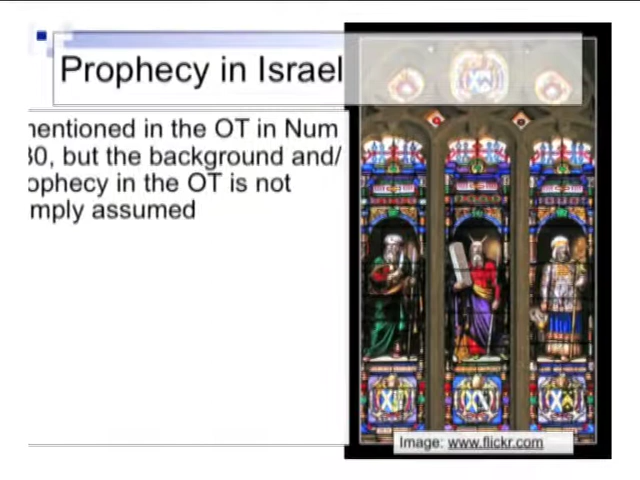 Prophecy in Israel
mentioned in the OT in Num
30, but the background and/
ophecy in the OT is not
mply assumed
Image: www.flickr.com